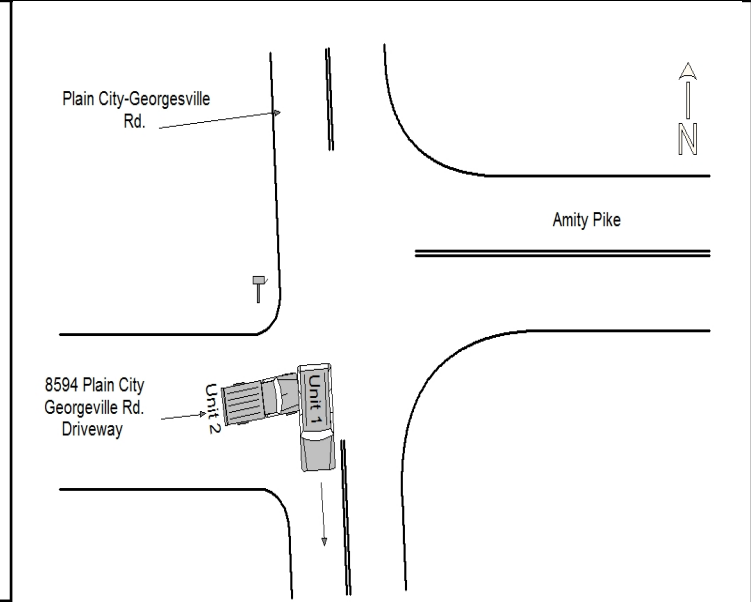 Plain City-Georgesville
Rd.
N
Amity Pike
8594 Plain City
Georgeville Rd.
Driveway
Unit 2
Unit 1